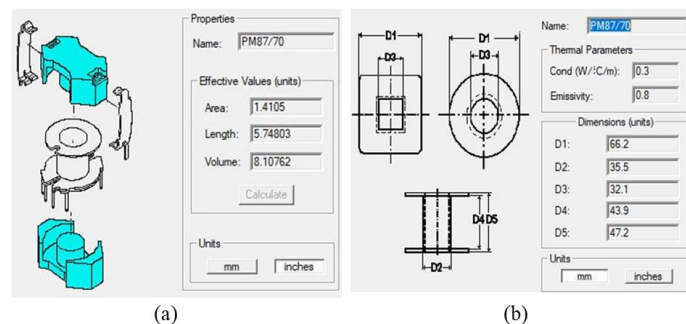 Properties
Name: PM87/70
Effective Values (units)
Area: 1.4105
Length: 5.74803
Volume: 8.10762
Calculate
Units
mm inches
(a)
D1 D1
D3 D3
D4 D5
D2
Name: PM87/70
Thermal Parameters
Cond (W/°C/m): 0.3
Emissivity: 0.8
Dimensions (units)
D1: 66.2
D2: 35.5
D3: 32.1
D4: 43.9
D5: 47.2
Units
mm inches
(b)